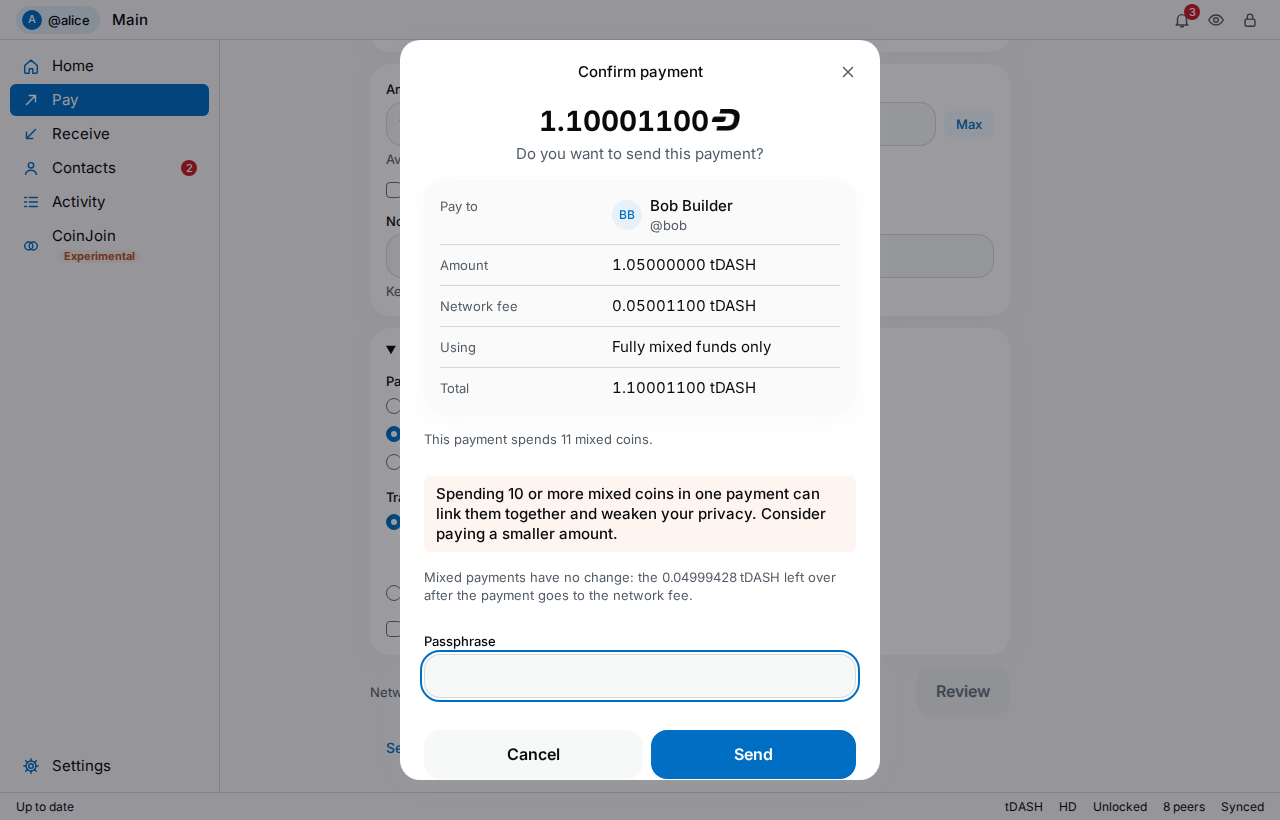 A @alice Main 3
Confirm payment
Home
1.10001100
Do you want to send this payment?
Pay
Receive
Contacts 2
Activity
CoinJoin
Experimental
Max
Pay to
BB
Bob Builder
@bob
Amount 1.05000000 tDASH
Network fee 0.05001100 tDASH
Using Fully mixed funds only
Total 1.10001100 tDASH
This payment spends 11 mixed coins.
Spending 10 or more mixed coins in one payment can
link them together and weaken your privacy. Consider
paying a smaller amount.
Mixed payments have no change: the 0.04999428 tDASH left over
after the payment goes to the network fee.
Passphrase
Review
Cancel Send
Settings
Up to date tDASH HD Unlocked 8 peers Synced